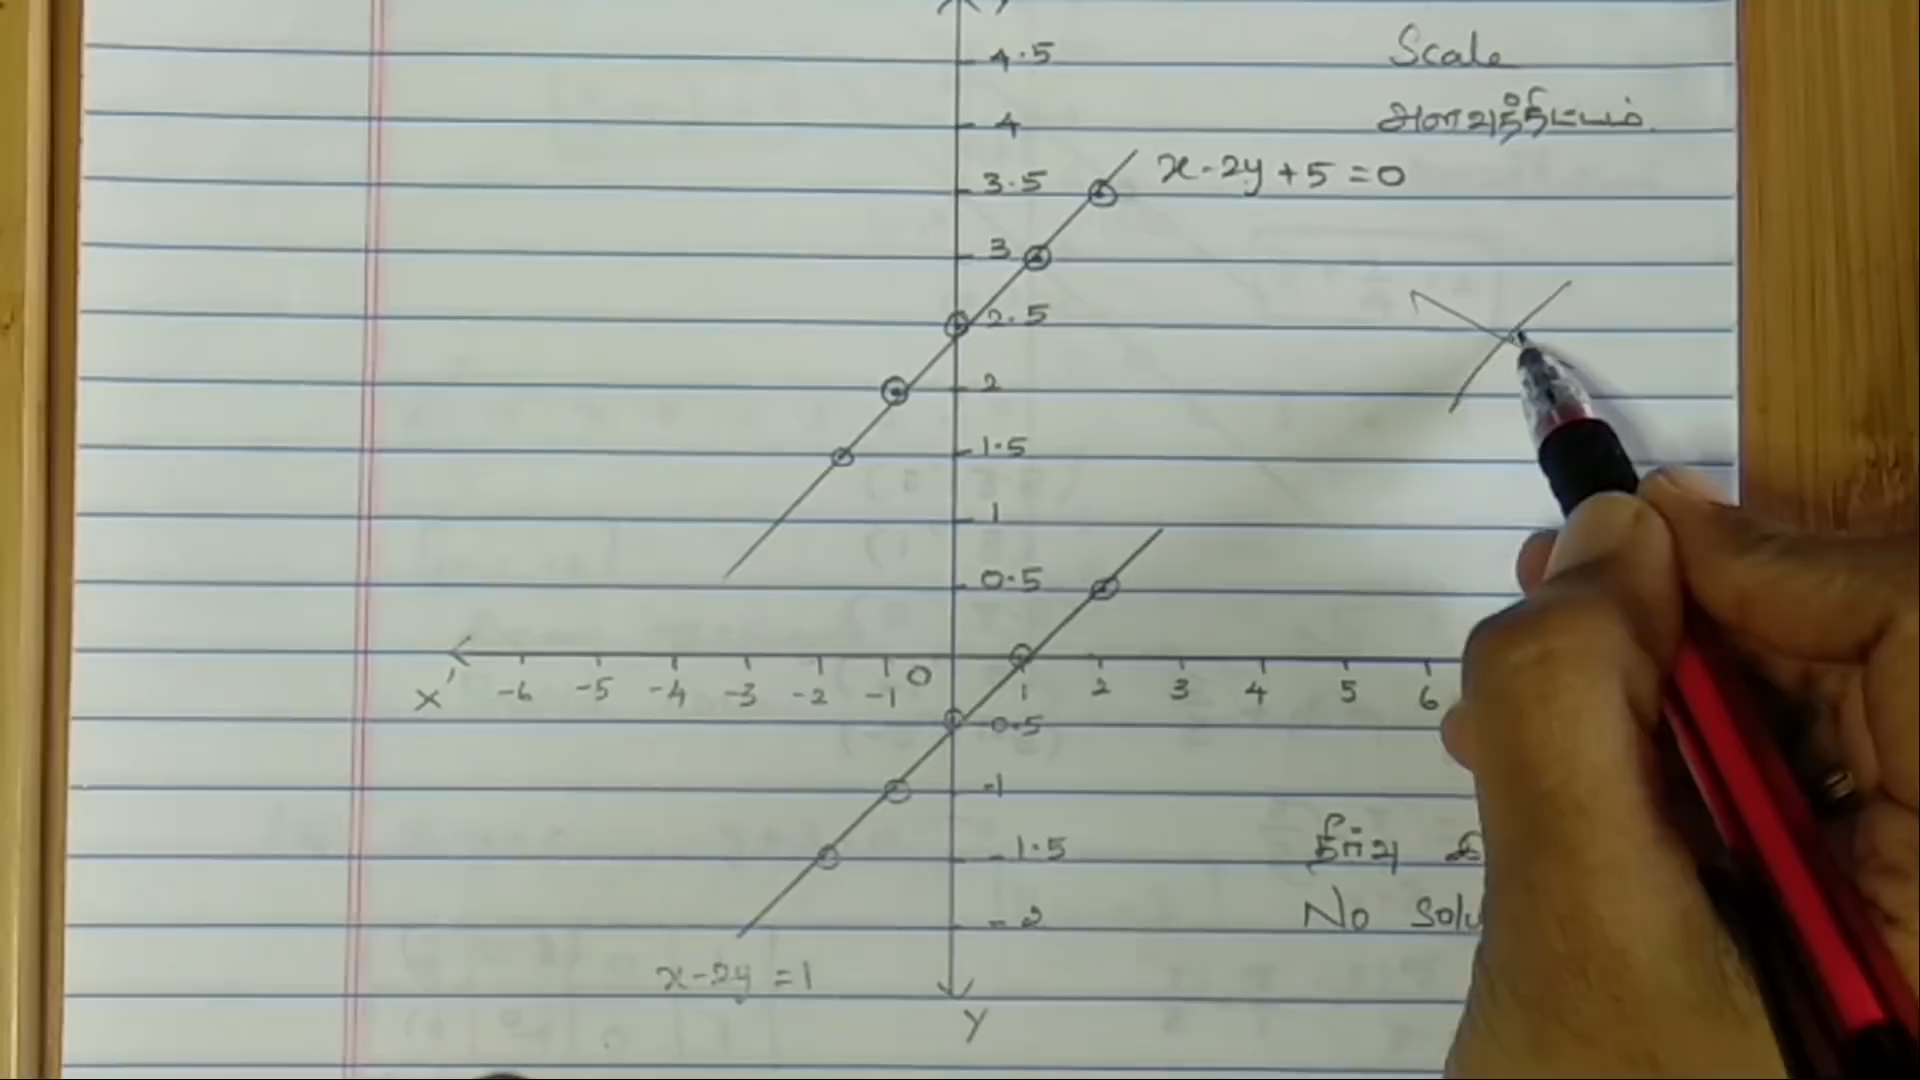 Scale
அளவுத்திட்டம்.
4.5
4
3.5
x-2y+5=0
3
2.5
2
1.5
1
0.5
x' -6 -5 -4 -3 -2 -1 0 1 2 3 4 5 6
0.5
-1
-1.5
தீர்வு
-2
No
x-2y=1
y